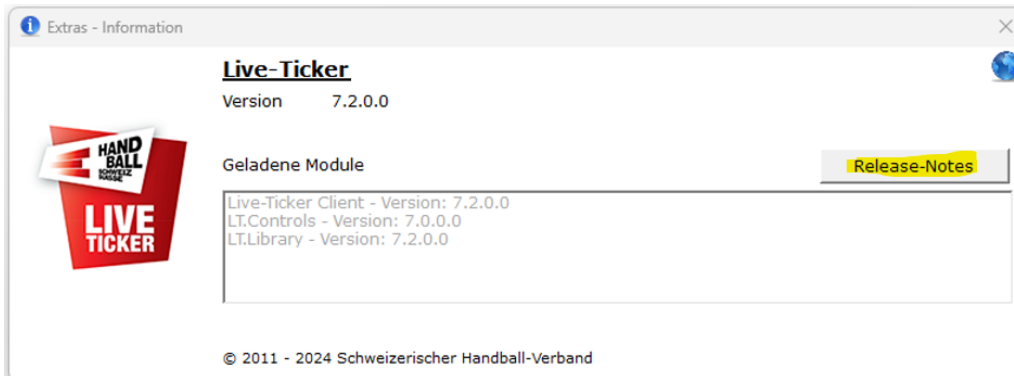 Extras - Information
Live-Ticker
Version 7.2.0.0
HAND
BALL
SCHWEIZ
SUISSE
LIVE
TICKER
Geladene Module
Release-Notes
Live-Ticker Client - Version: 7.2.0.0
LT.Controls - Version: 7.0.0.0
LT.Library - Version: 7.2.0.0
© 2011 - 2024 Schweizerischer Handball-Verband